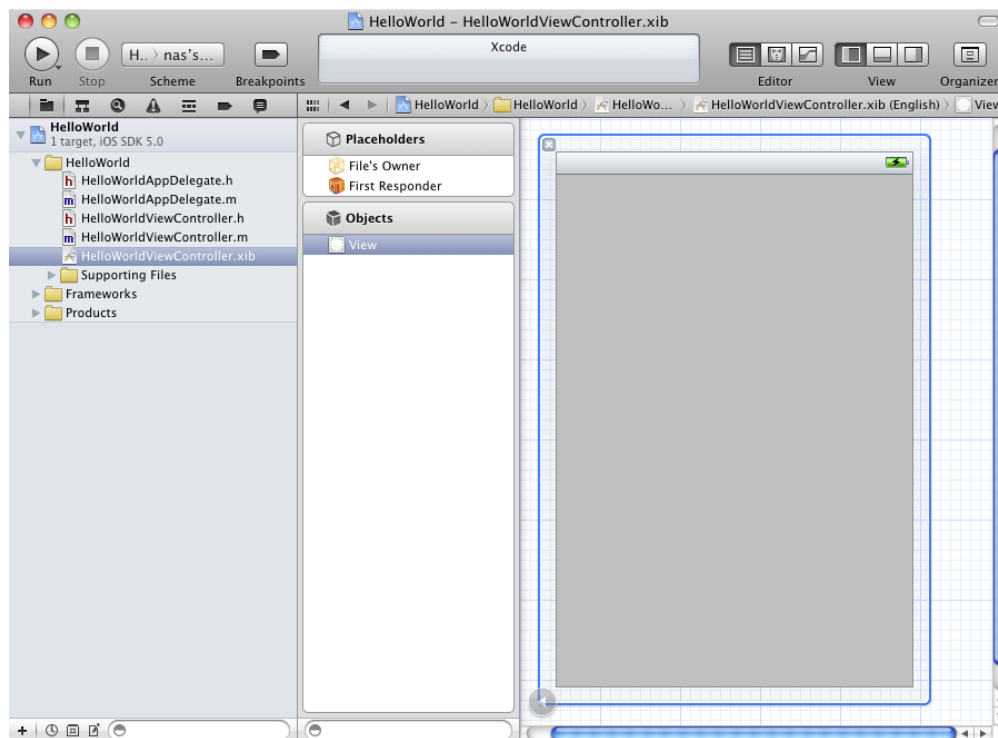 HelloWorld – HelloWorldViewController.xib
H.. › nas's...
Xcode
Run Stop Scheme Breakpoints Editor View Organizer
HelloWorld › HelloWorld › HelloWo... › HelloWorldViewController.xib (English) › View
HelloWorld
1 target, iOS SDK 5.0
HelloWorld
HelloWorldAppDelegate.h
HelloWorldAppDelegate.m
HelloWorldViewController.h
HelloWorldViewController.m
HelloWorldViewController.xib
Supporting Files
Frameworks
Products
Placeholders
File's Owner
First Responder
Objects
View